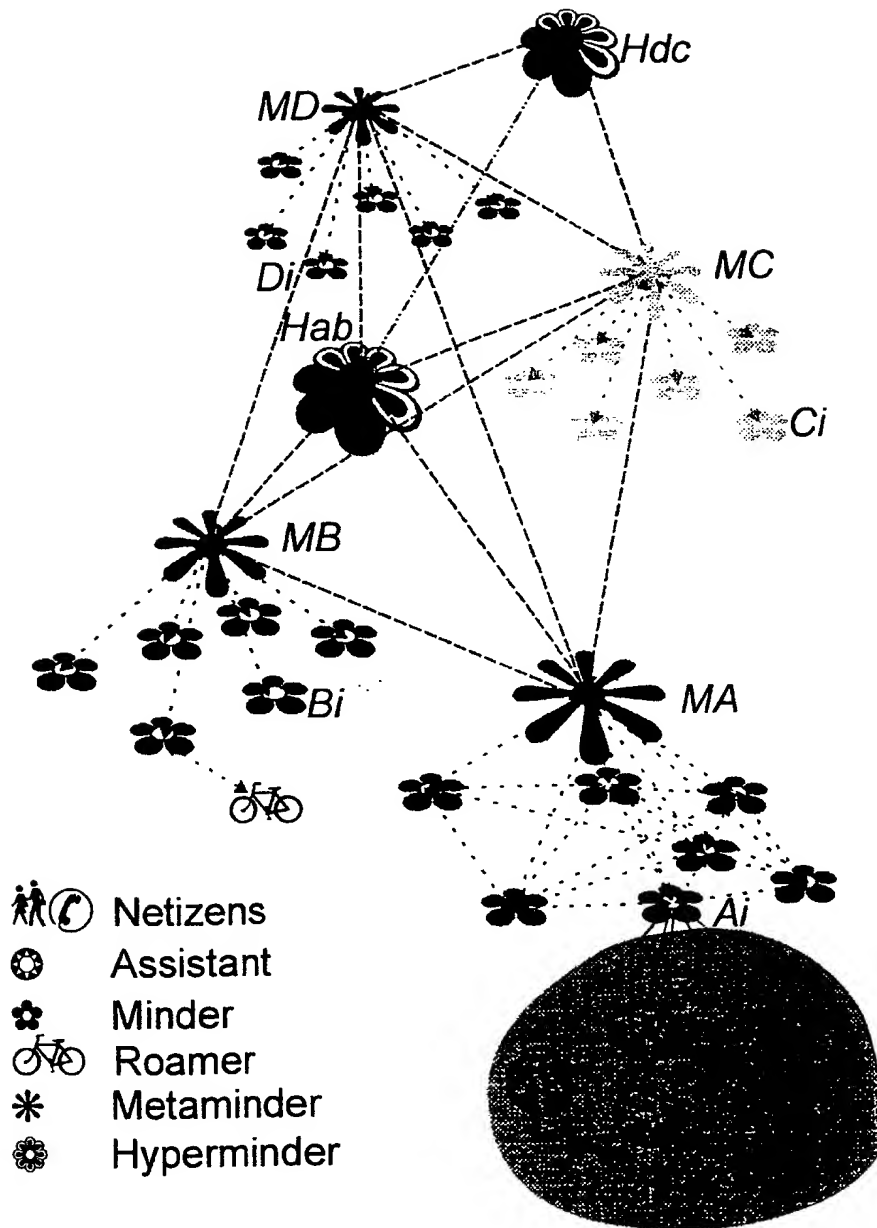 Hdc
MD
Di
MC
Hab
Ci
MB
Bi
MA
Ai
Netizens
Assistant
Minder
Roamer
Metaminder
Hyperminder